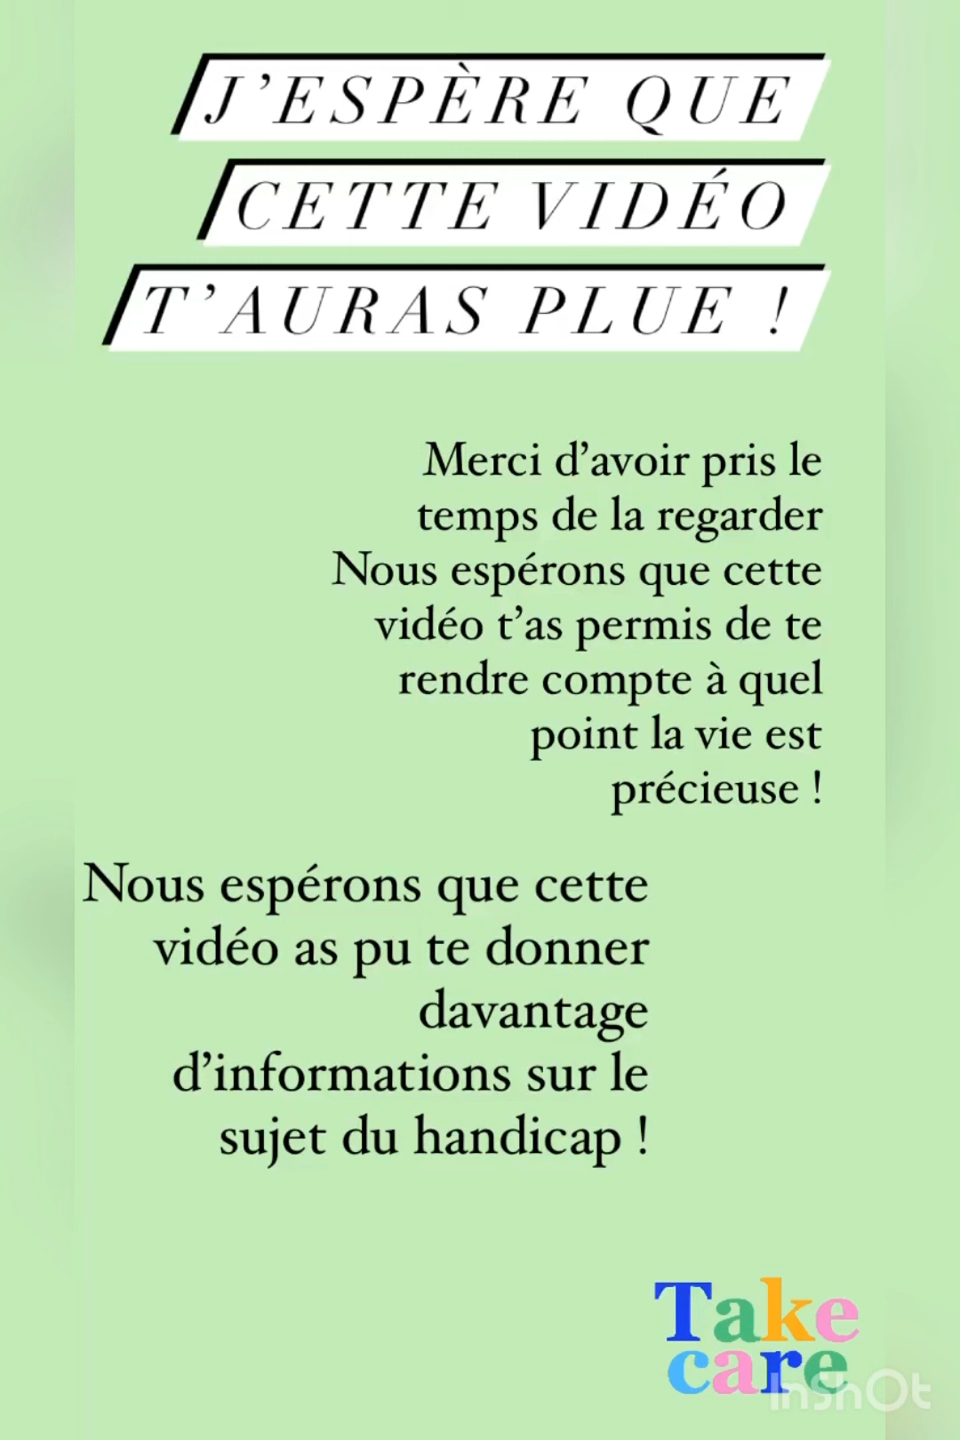 J’ESPÈRE QUE
CETTE VIDÉO
T’AURAS PLUE !
Merci d’avoir pris le
temps de la regarder
Nous espérons que cette
vidéo t’as permis de te
rendre compte à quel
point la vie est
précieuse !
Nous espérons que cette
vidéo as pu te donner
davantage
d’informations sur le
sujet du handicap !
Take
care
InShOt